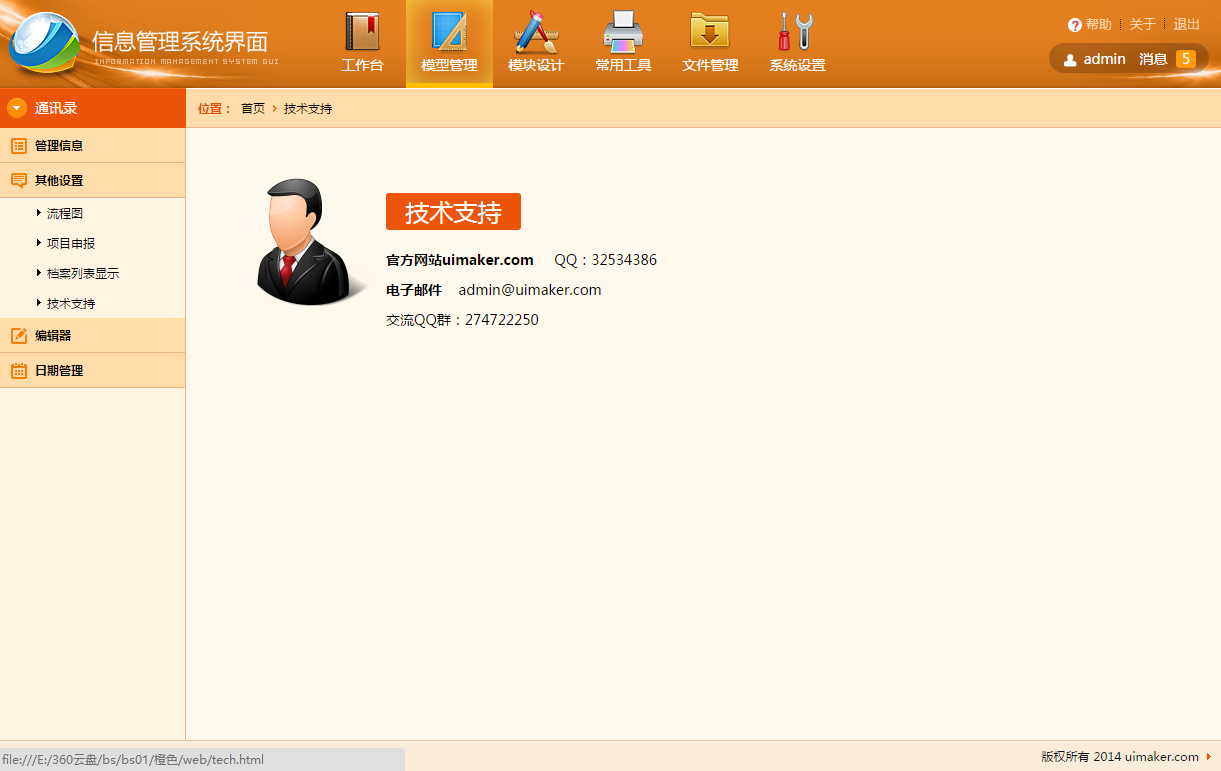 信息管理系统界面
INFORMATION MANAGEMENT SYSTEM GUI
工作台
模型管理
模块设计
常用工具
文件管理
系统设置
帮助
关于
退出
admin 消息 5
通讯录
位置: 首页 技术支持
管理信息
其他设置
流程图
项目申报
档案列表显示
技术支持
编辑器
日期管理
技术支持
官方网站uimaker.com QQ:32534386
电子邮件 admin@uimaker.com
交流QQ群:274722250
file:///E:/360云盘/bs/bs01/橙色/web/tech.html
版权所有 2014 uimaker.com